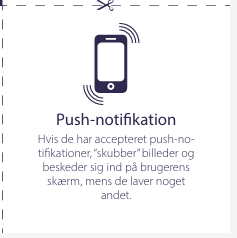 Push-notifikation
Hvis de har accepteret push-no-
tifikationer, “skubber” billeder og
beskeder sig ind på brugerens
skærm, mens de laver noget
andet.